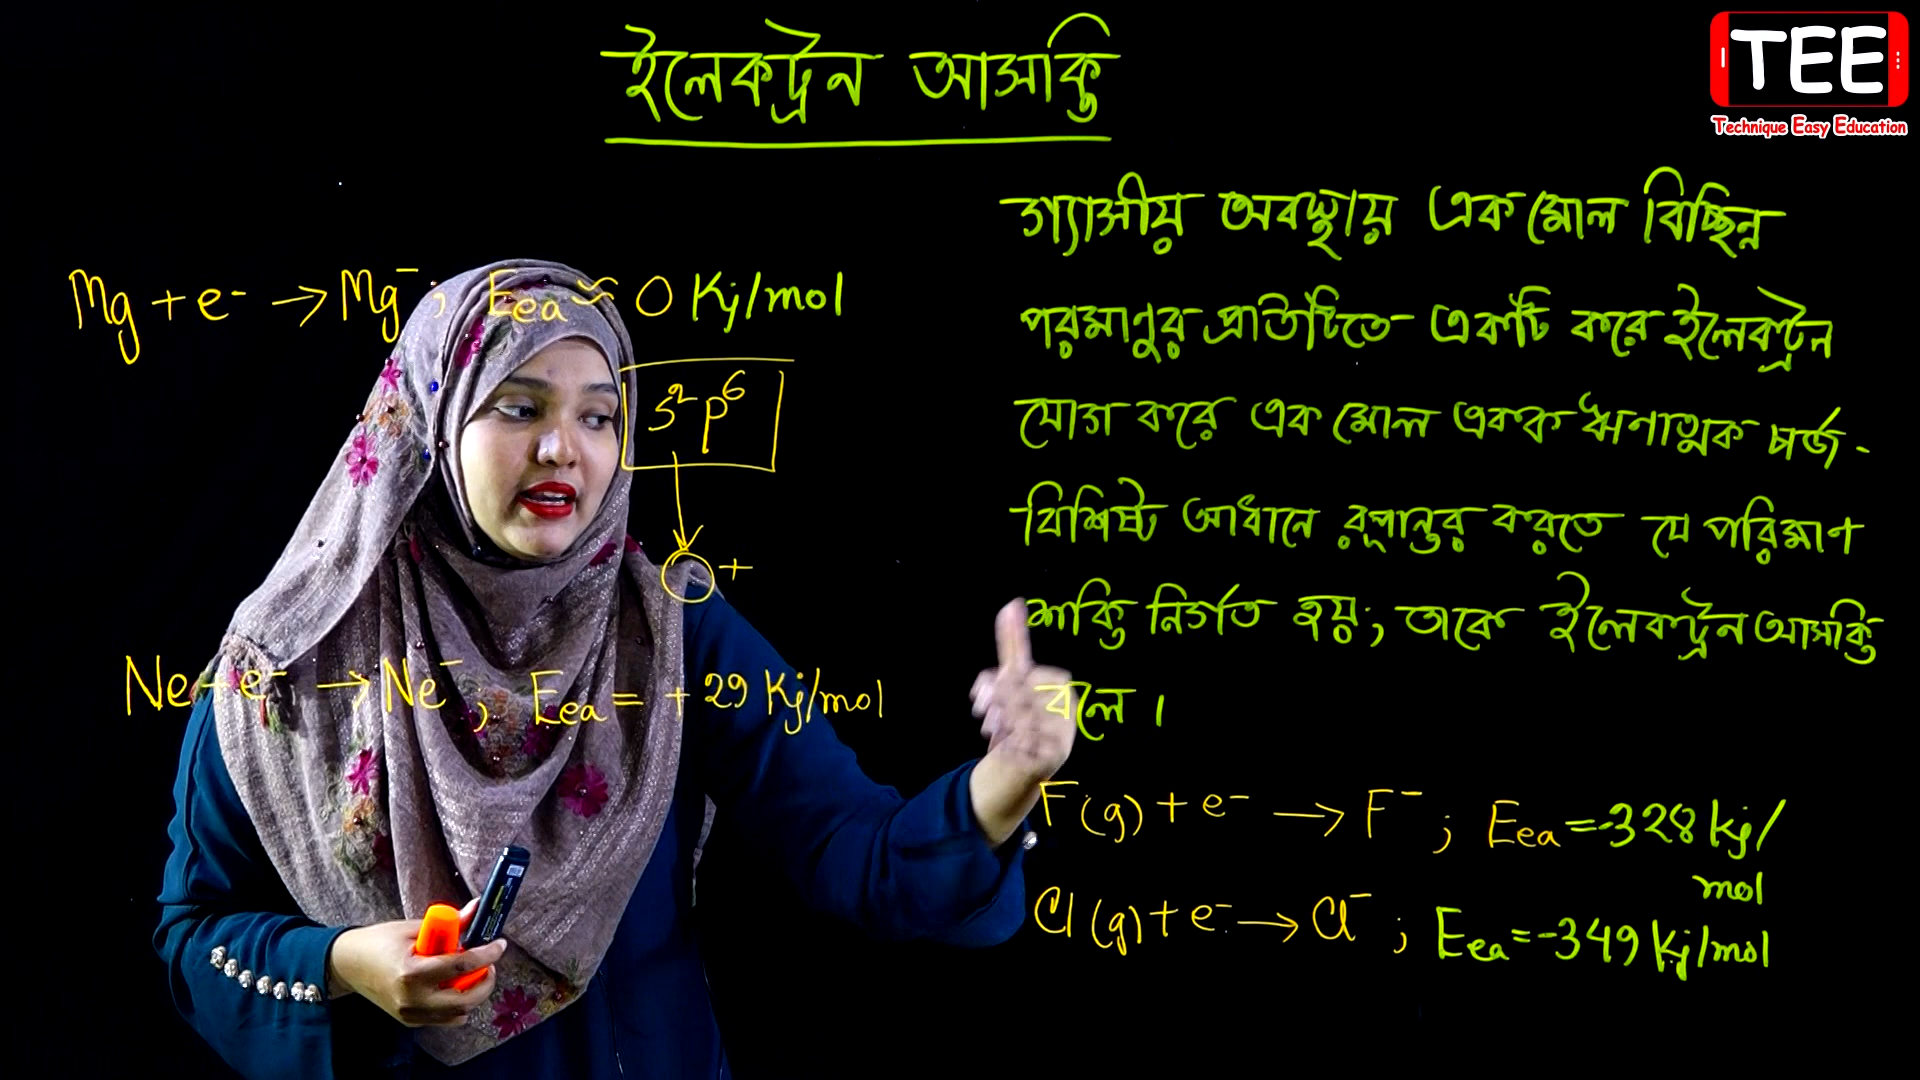 ইলেকট্রন আসক্তি
TEE
Technique Easy Education
গ্যাসীয় অবস্থায় এক মোল বিচ্ছিন্ন
পরমাণুর প্রতিটিতে একটি করে ইলেকট্রন
যোগ করে এক মোল একক ঋণাত্মক চার্জ-
বিশিষ্ট আধানে রূপান্তর করতে যে পরিমাণ
শক্তি নির্গত হয়; তাকে ইলেকট্রন আসক্তি
বলে।
F(g) + e⁻ → F⁻ ; Eea = -328 Kj/
mol
Cl(g) + e⁻ → Cl⁻ ; Eea = -349 Kj/mol
Mg + e⁻ → Mg⁻ ; Eea ≈ 0 Kj/mol
s² p⁶
+
Ne + e⁻ → Ne⁻ ; Eea = + 29 Kj/mol